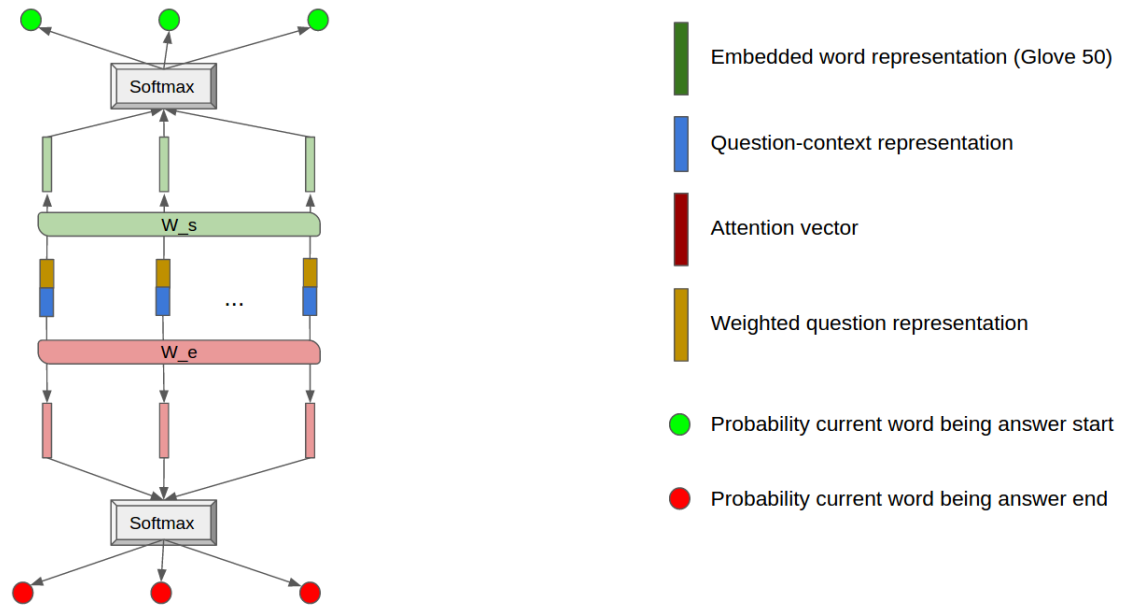 Softmax
W_s
...
W_e
Softmax
Embedded word representation (Glove 50)
Question-context representation
Attention vector
Weighted question representation
Probability current word being answer start
Probability current word being answer end